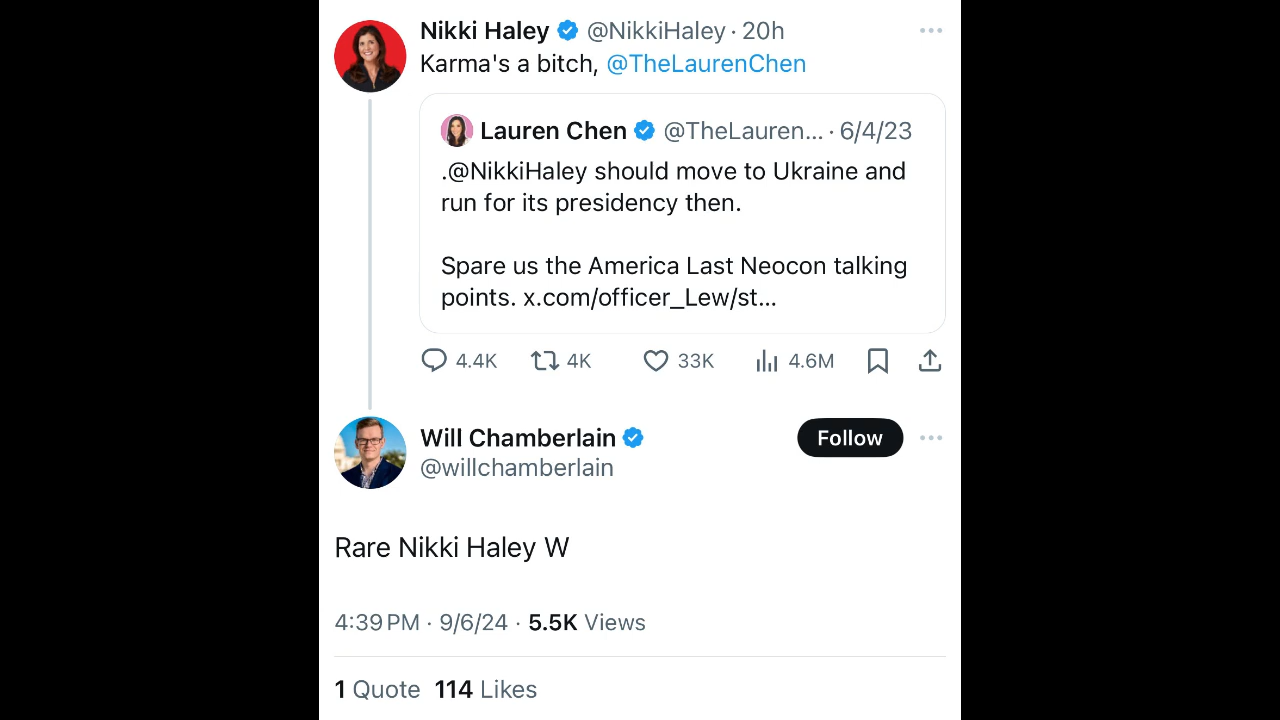 Nikki Haley @NikkiHaley · 20h
Karma's a bitch, @TheLaurenChen
Lauren Chen @TheLauren... · 6/4/23
.@NikkiHaley should move to Ukraine and
run for its presidency then.
Spare us the America Last Neocon talking
points. x.com/officer_Lew/st...
4.4K 4K 33K 4.6M
Will Chamberlain Follow
@willchamberlain
Rare Nikki Haley W
4:39 PM · 9/6/24 · 5.5K Views
1 Quote 114 Likes